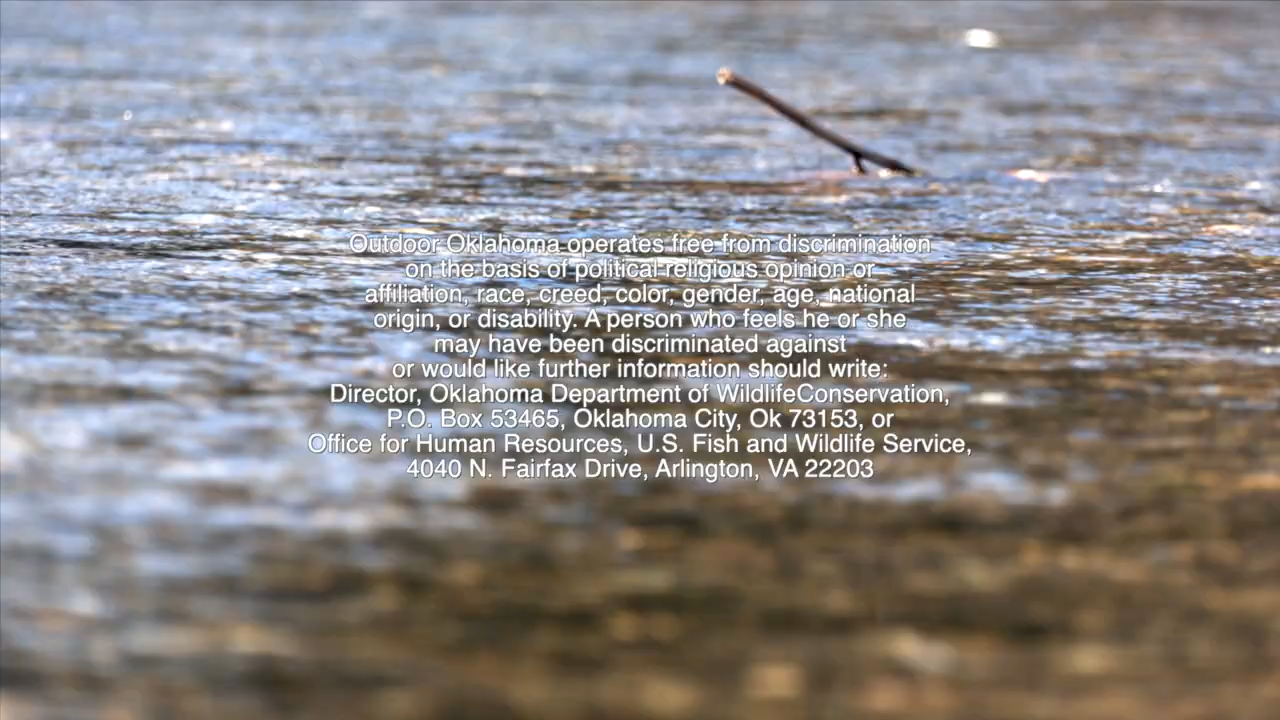 Outdoor Oklahoma operates free from discrimination
on the basis of political religious opinion or
affiliation, race, creed, color, gender, age, national
origin, or disability. A person who feels he or she
may have been discriminated against
or would like further information should write:
Director, Oklahoma Department of WildlifeConservation,
P.O. Box 53465, Oklahoma City, Ok 73153, or
Office for Human Resources, U.S. Fish and Wildlife Service,
4040 N. Fairfax Drive, Arlington, VA 22203